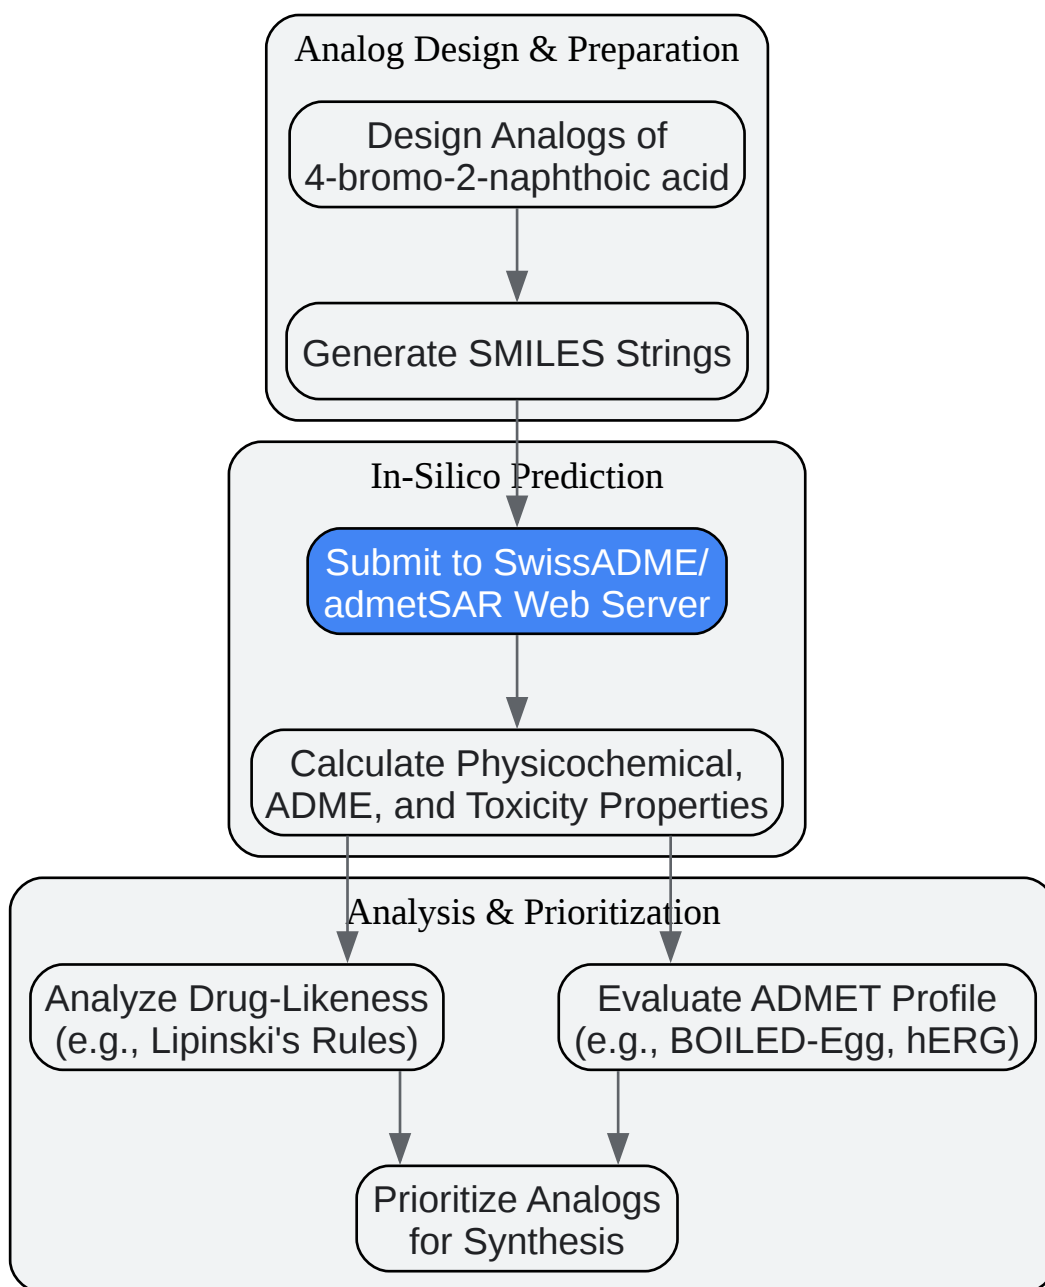 Analog Design & Preparation
Design Analogs of
4-bromo-2-naphthoic acid
Generate SMILES Strings
In-Silico Prediction
Submit to SwissADME/
admetSAR Web Server
Calculate Physicochemical,
ADME, and Toxicity Properties
Analysis & Prioritization
Analyze Drug-Likeness
(e.g., Lipinski's Rules)
Evaluate ADMET Profile
(e.g., BOILED-Egg, hERG)
Prioritize Analogs
for Synthesis